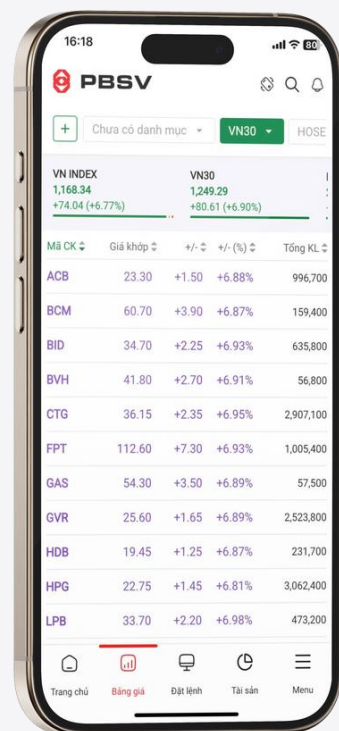 16:18
80
PBSV
+ Chưa có danh mục VN30 HOSE
VN INDEX VN30
1,168.34 1,249.29
+74.04 (+6.77%) +80.61 (+6.90%)
Mã CK Giá khớp +/- +/- (%) Tổng KL
ACB 23.30 +1.50 +6.88% 996,700
BCM 60.70 +3.90 +6.87% 159,400
BID 34.70 +2.25 +6.93% 635,800
BVH 41.80 +2.70 +6.91% 56,800
CTG 36.15 +2.35 +6.95% 2,907,100
FPT 112.60 +7.30 +6.93% 1,005,400
GAS 54.30 +3.50 +6.89% 57,500
GVR 25.60 +1.65 +6.89% 2,523,800
HDB 19.45 +1.25 +6.87% 231,700
HPG 22.75 +1.45 +6.81% 3,062,400
LPB 33.70 +2.20 +6.98% 473,200
Trang chủ Bảng giá Đặt lệnh Tài sản Menu